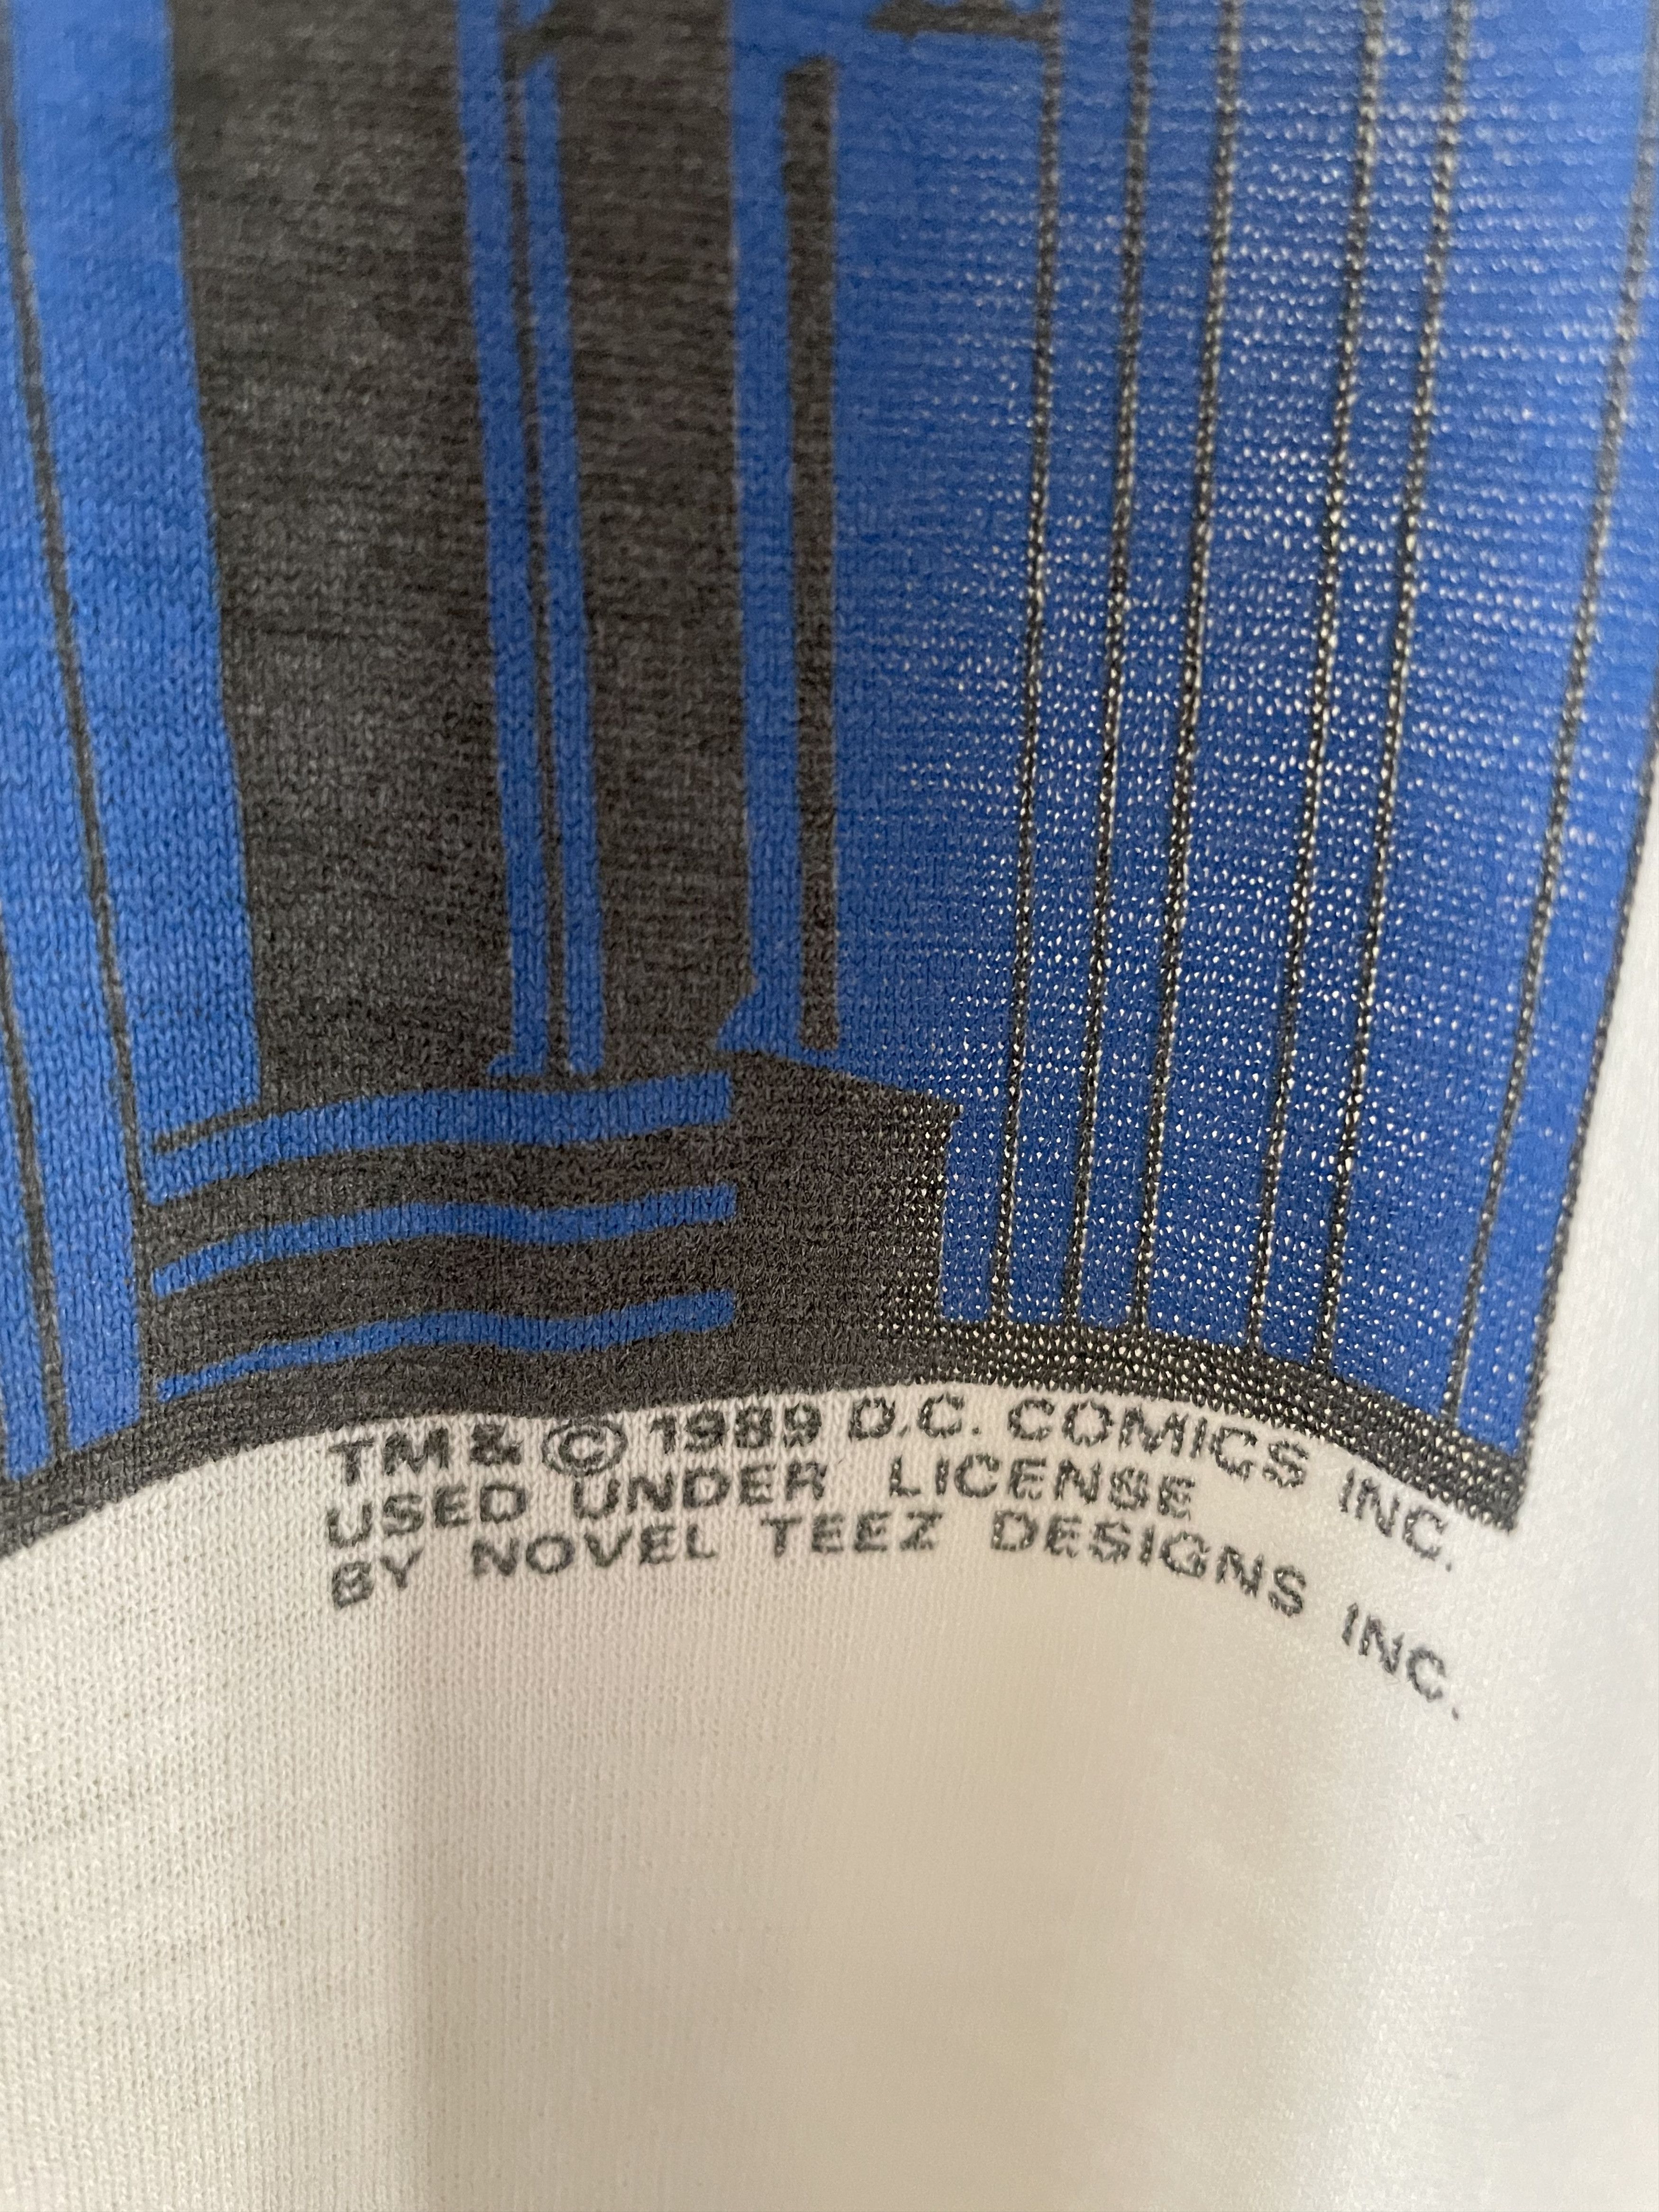 TM & © 1989 D.C. COMICS INC.
USED UNDER LICENSE
BY NOVEL TEEZ DESIGNS INC.